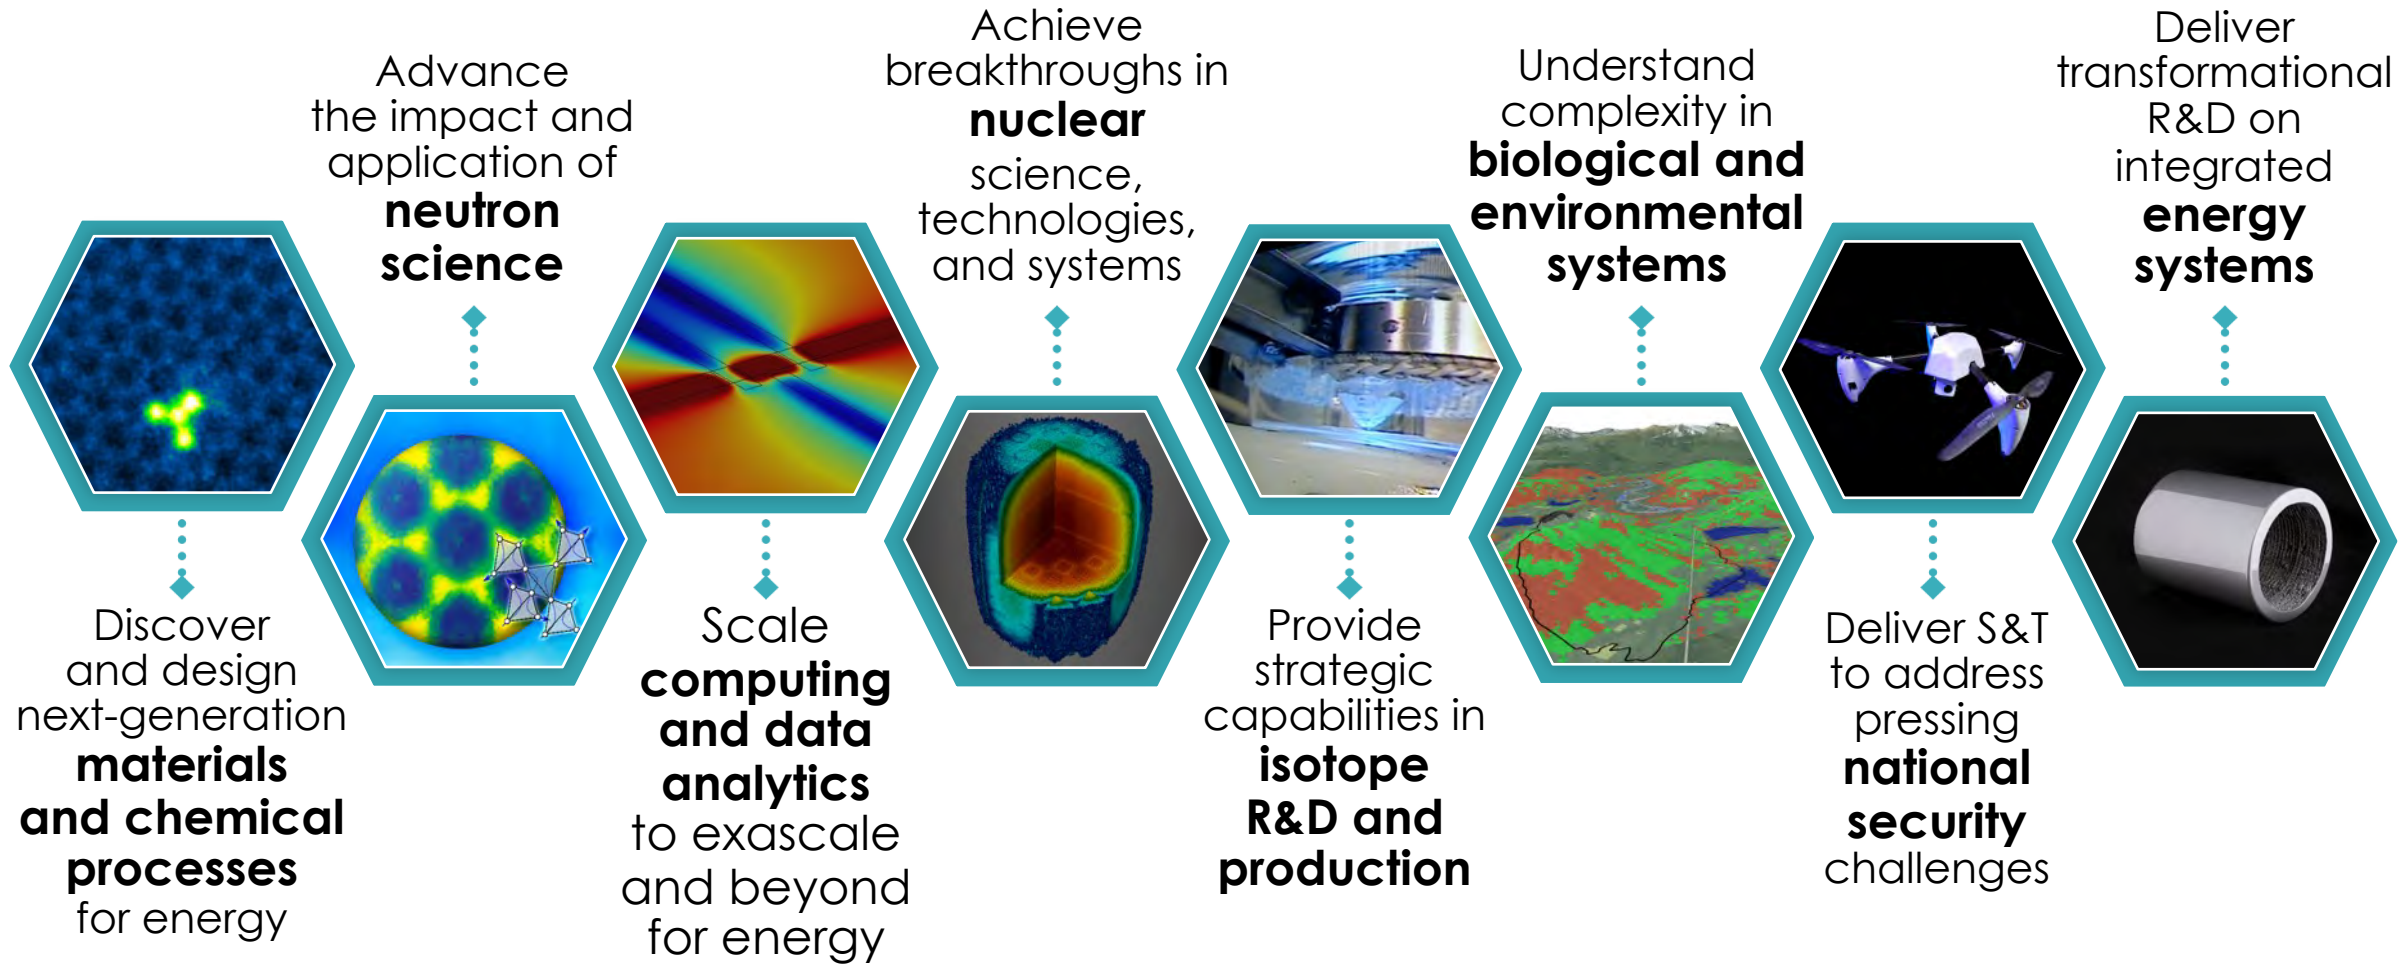 Discover
and design
next-generation
materials
and chemical
processes
for energy
Advance
the impact and
application of
neutron
science
Scale
computing
and data
analytics
to exascale
and beyond
for energy
Achieve
breakthroughs in
nuclear
science,
technologies,
and systems
Provide
strategic
capabilities in
isotope
R&D and
production
Understand
complexity in
biological and
environmental
systems
Deliver S&T
to address
pressing
national
security
challenges
Deliver
transformational
R&D on
integrated
energy
systems